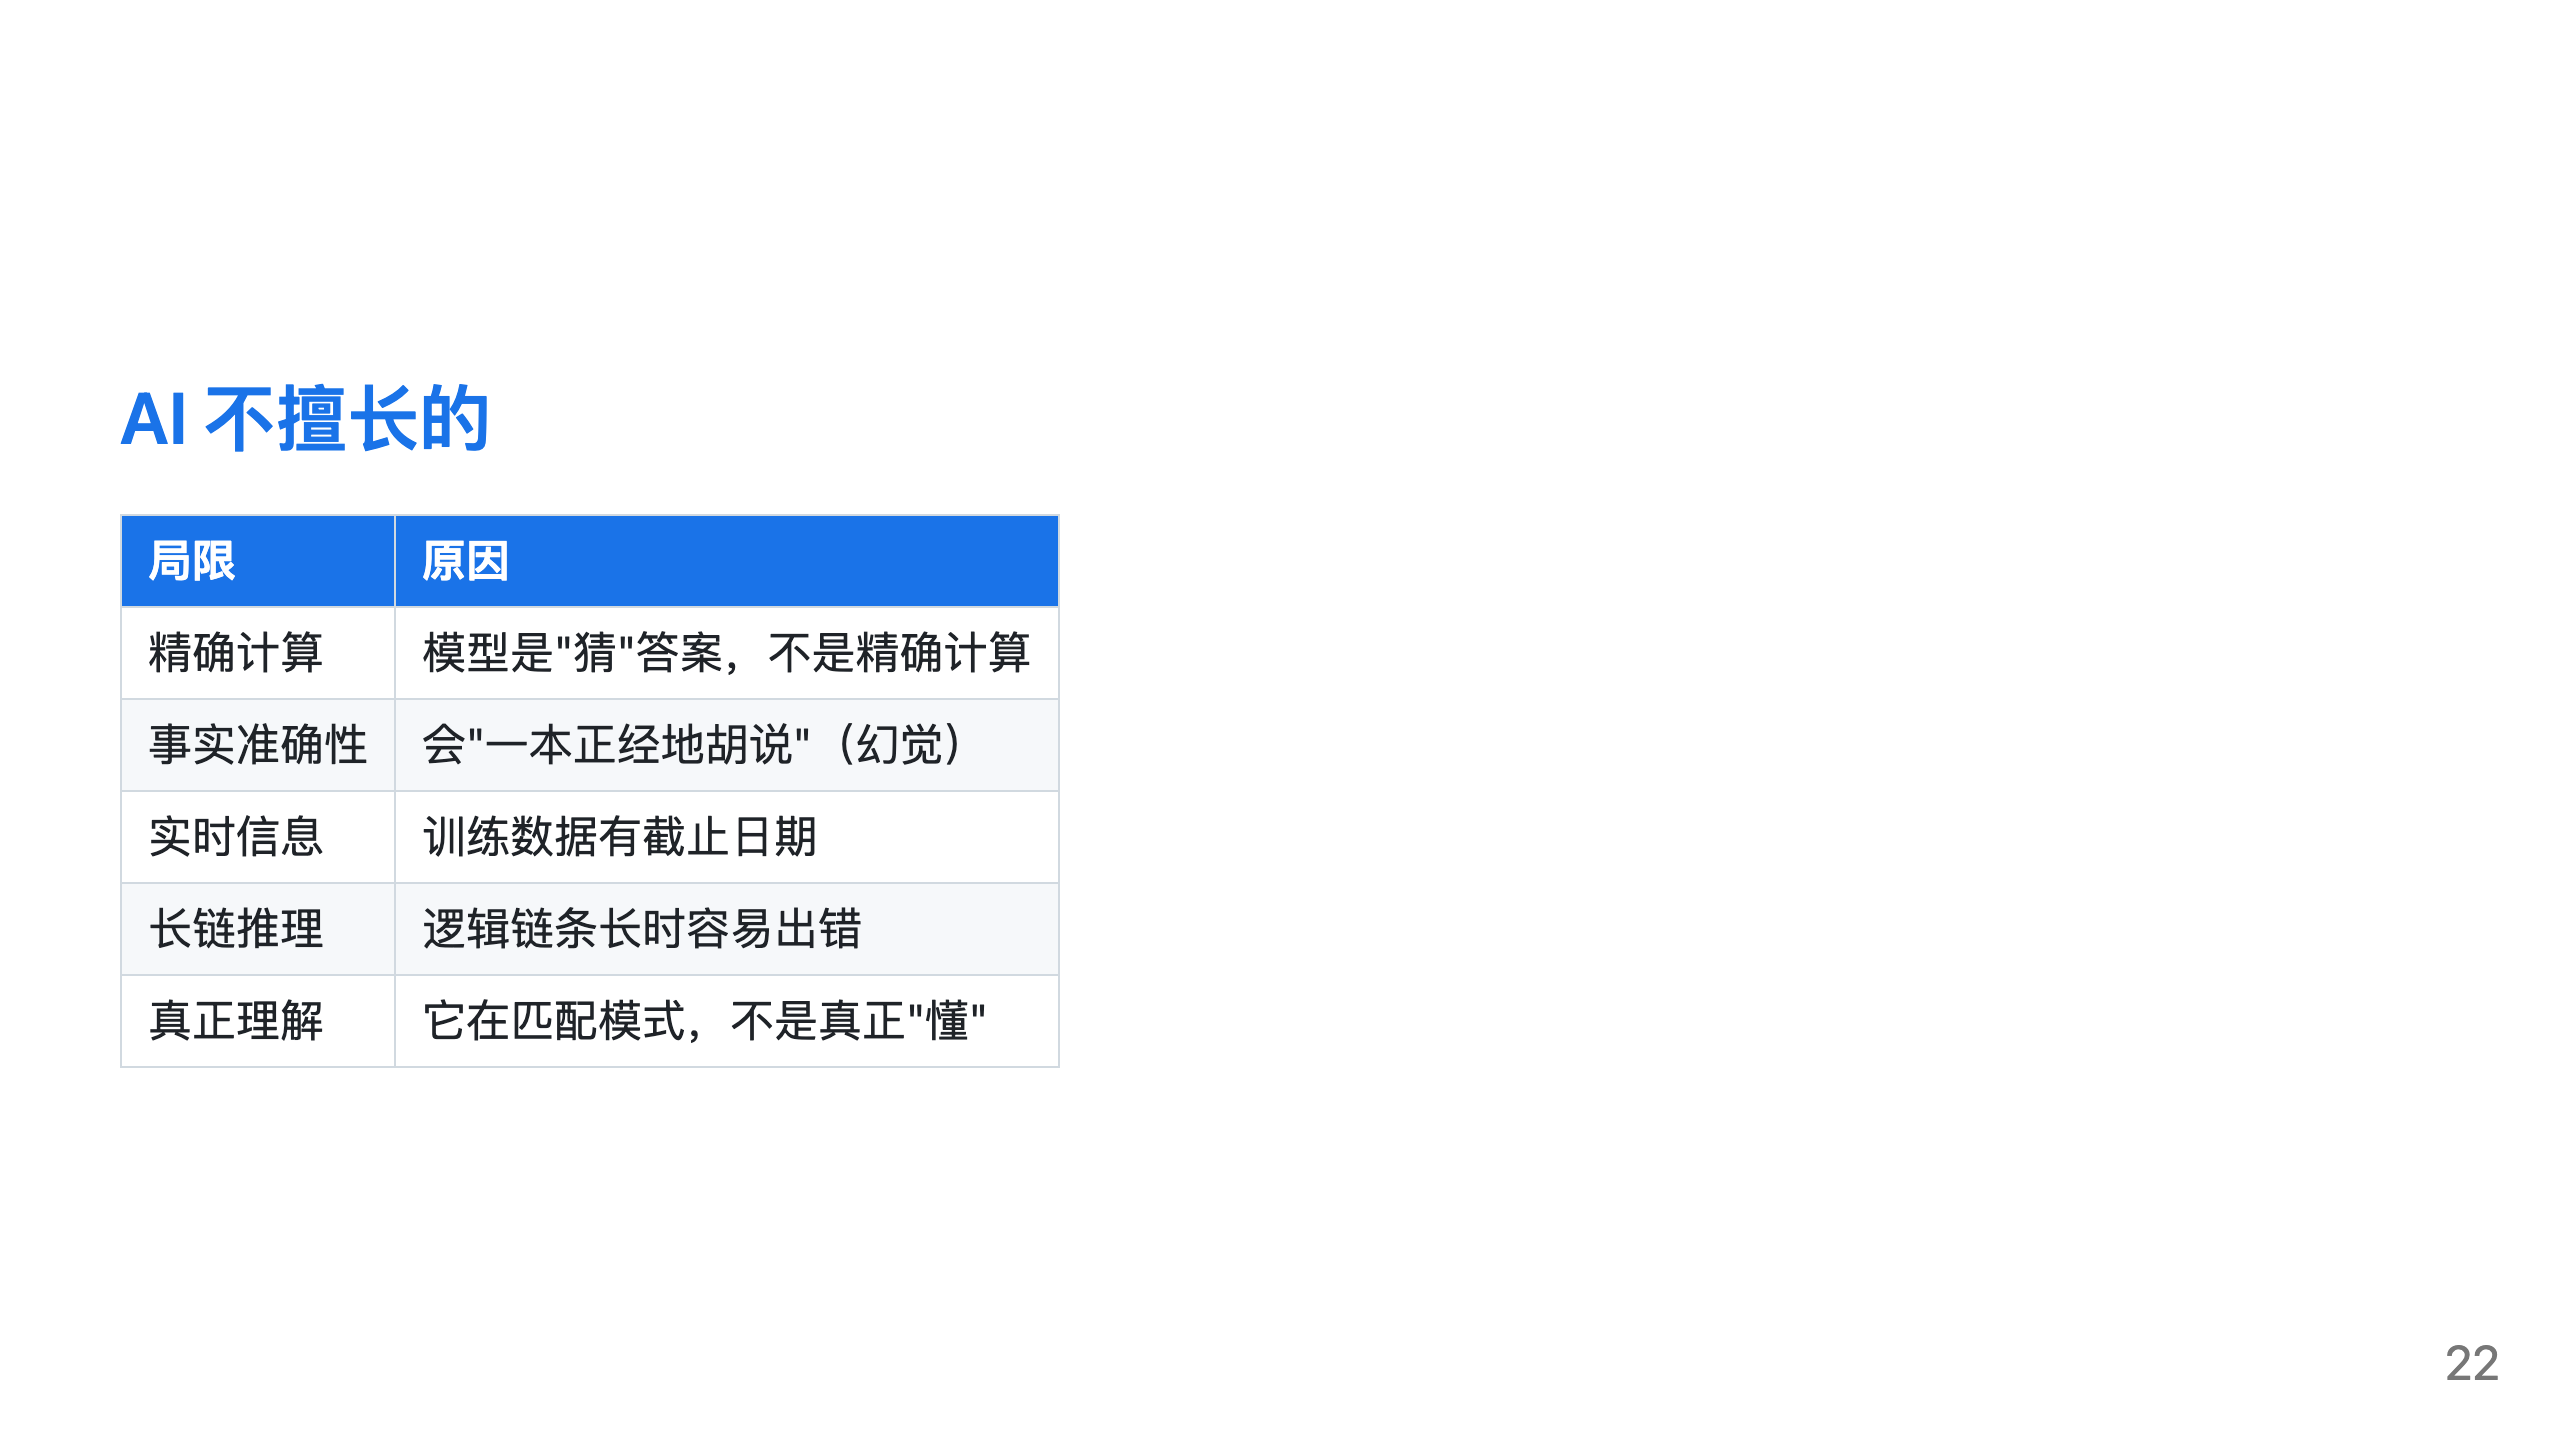 AI 不擅长的
局限 原因
精确计算 模型是"猜"答案，不是精确计算
事实准确性 会"一本正经地胡说"（幻觉）
实时信息 训练数据有截止日期
长链推理 逻辑链条长时容易出错
真正理解 它在匹配模式，不是真正"懂"
22